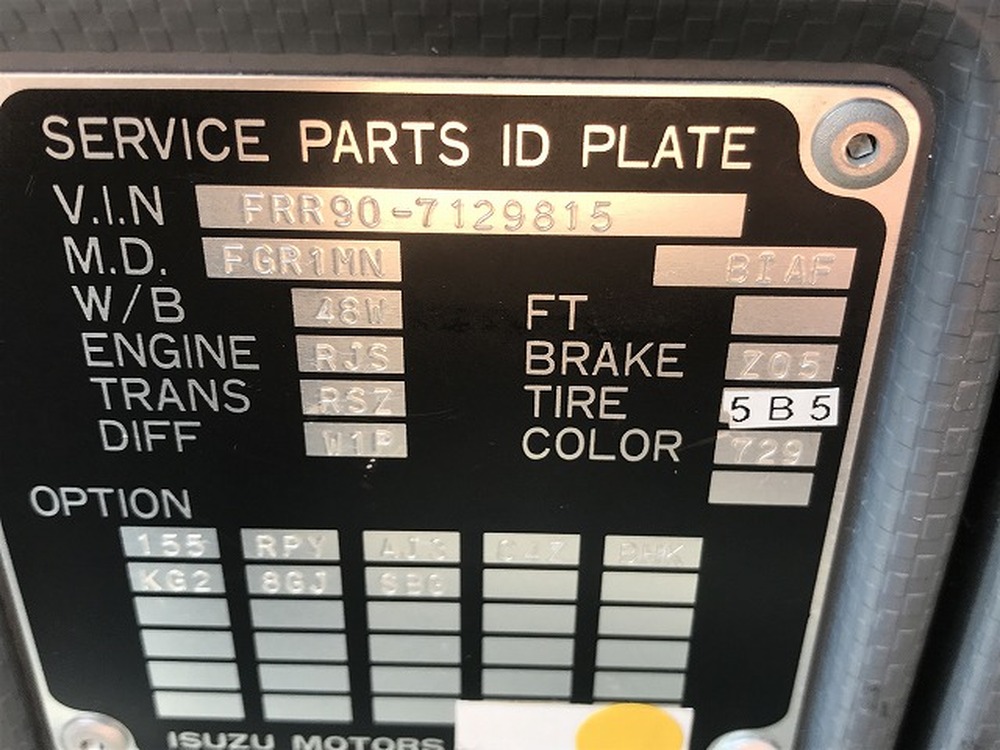 SERVICE PARTS ID PLATE
V.I.N FRR90-7129815
M.D. FGR1MN BIAF
W/B 48W FT
ENGINE RJS BRAKE Z05
TRANS RSZ TIRE 5B5
DIFF W1P COLOR 729
OPTION
155 RPY
KG2 8GJ SBG
ISUZU MOTORS